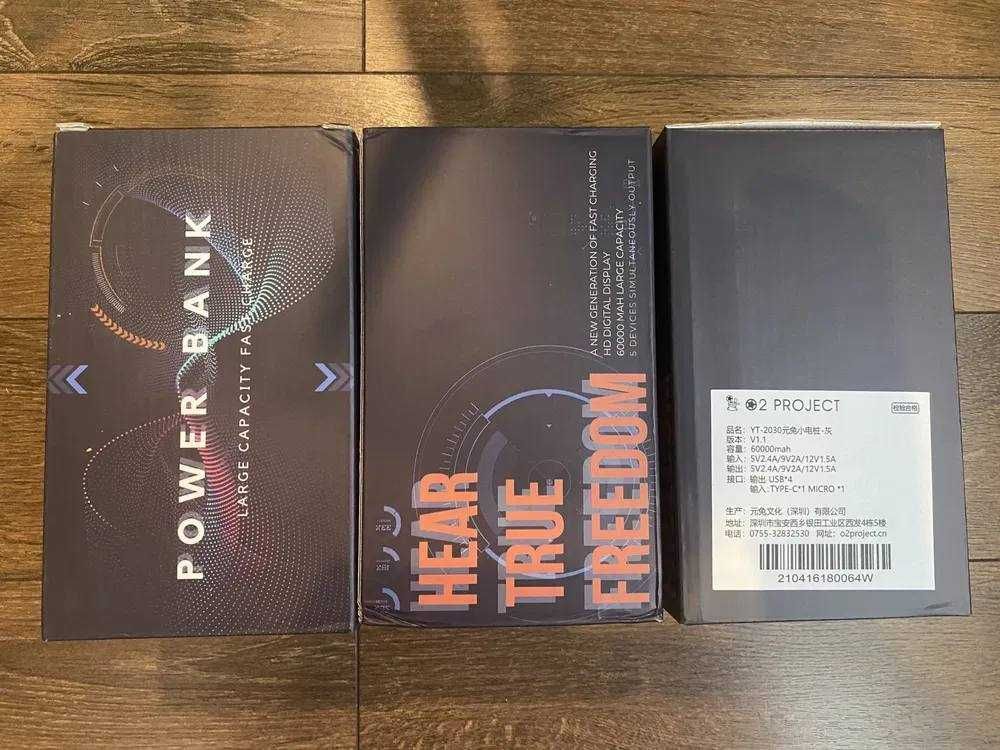 POWER BANK
LARGE CAPACITY FAST CHARGE
A NEW GENERATION OF FAST CHARGING
HD DIGITAL DISPLAY
60000 MAH LARGE CAPACITY
5 DEVICES SIMULTANEOUSLY OUTPUT
HEAR
TRUE
FREEDOM
O2 PROJECT
检验合格
品名: YT-2030元兔小电桩-灰
版本: V1.1
容量: 60000mah
输入: 5V2.4A/9V2A/12V1.5A
输出: 5V2.4A/9V2A/12V1.5A
接口: 输出 USB*4
输入:TYPE-C*1 MICRO *1
生产: 元兔文化（深圳）有限公司
地址: 深圳市宝安西乡银田工业区西发4栋5楼
电话: 0755-32832530 网址: o2project.cn
210416180064W